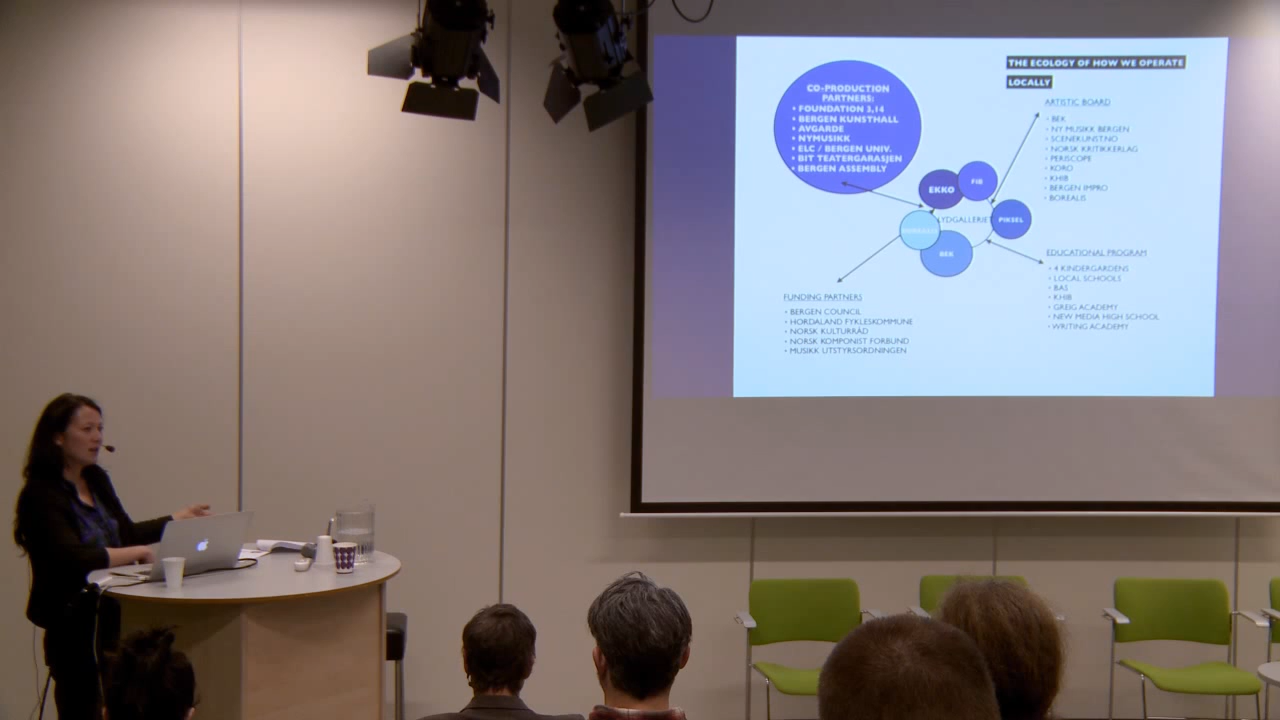 THE ECOLOGY OF HOW WE OPERATE
LOCALLY
CO-PRODUCTION
PARTNERS:
• FOUNDATION 3,14
• BERGEN KUNSTHALL
• AVGARDE
• NYMUSIKK
• ELC / BERGEN UNIV.
• BIT TEATERGARASJEN
• BERGEN ASSEMBLY
ARTISTIC BOARD
• BEK
• NY MUSIKK BERGEN
• SCENEKUNST.NO
• NORSK KRITIKKERLAG
• PERISCOPE
• KORO
• KHIB
• BERGEN IMPRO
• BOREALIS
EKKO
FIB
LYDGALLERIET
PIKSEL
BEK
EDUCATIONAL PROGRAM
• 4 KINDERGARDENS
• LOCAL SCHOOLS
• BAS
• KHIB
• GREIG ACADEMY
• NEW MEDIA HIGH SCHOOL
• WRITING ACADEMY
FUNDING PARTNERS
• BERGEN COUNCIL
• HORDALAND FYKLESKOMMUNE
• NORSK KULTURRÅD
• NORSK KOMPONIST FORBUND
• MUSIKK UTSTYRSORDNINGEN